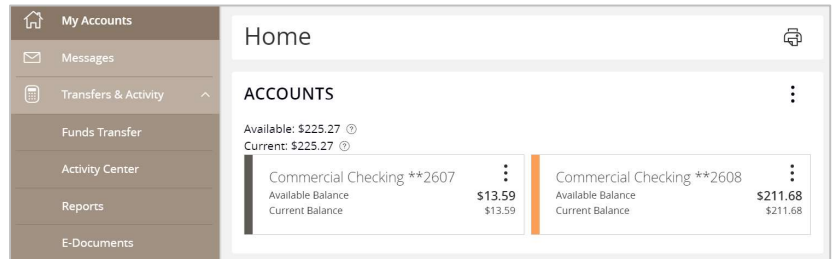 My Accounts
Messages
Transfers & Activity
Funds Transfer
Activity Center
Reports
E-Documents
Home
ACCOUNTS
Available: $225.27 ?
Current: $225.27 ?
Commercial Checking **2607
Available Balance $13.59
Current Balance $13.59
Commercial Checking **2608
Available Balance $211.68
Current Balance $211.68